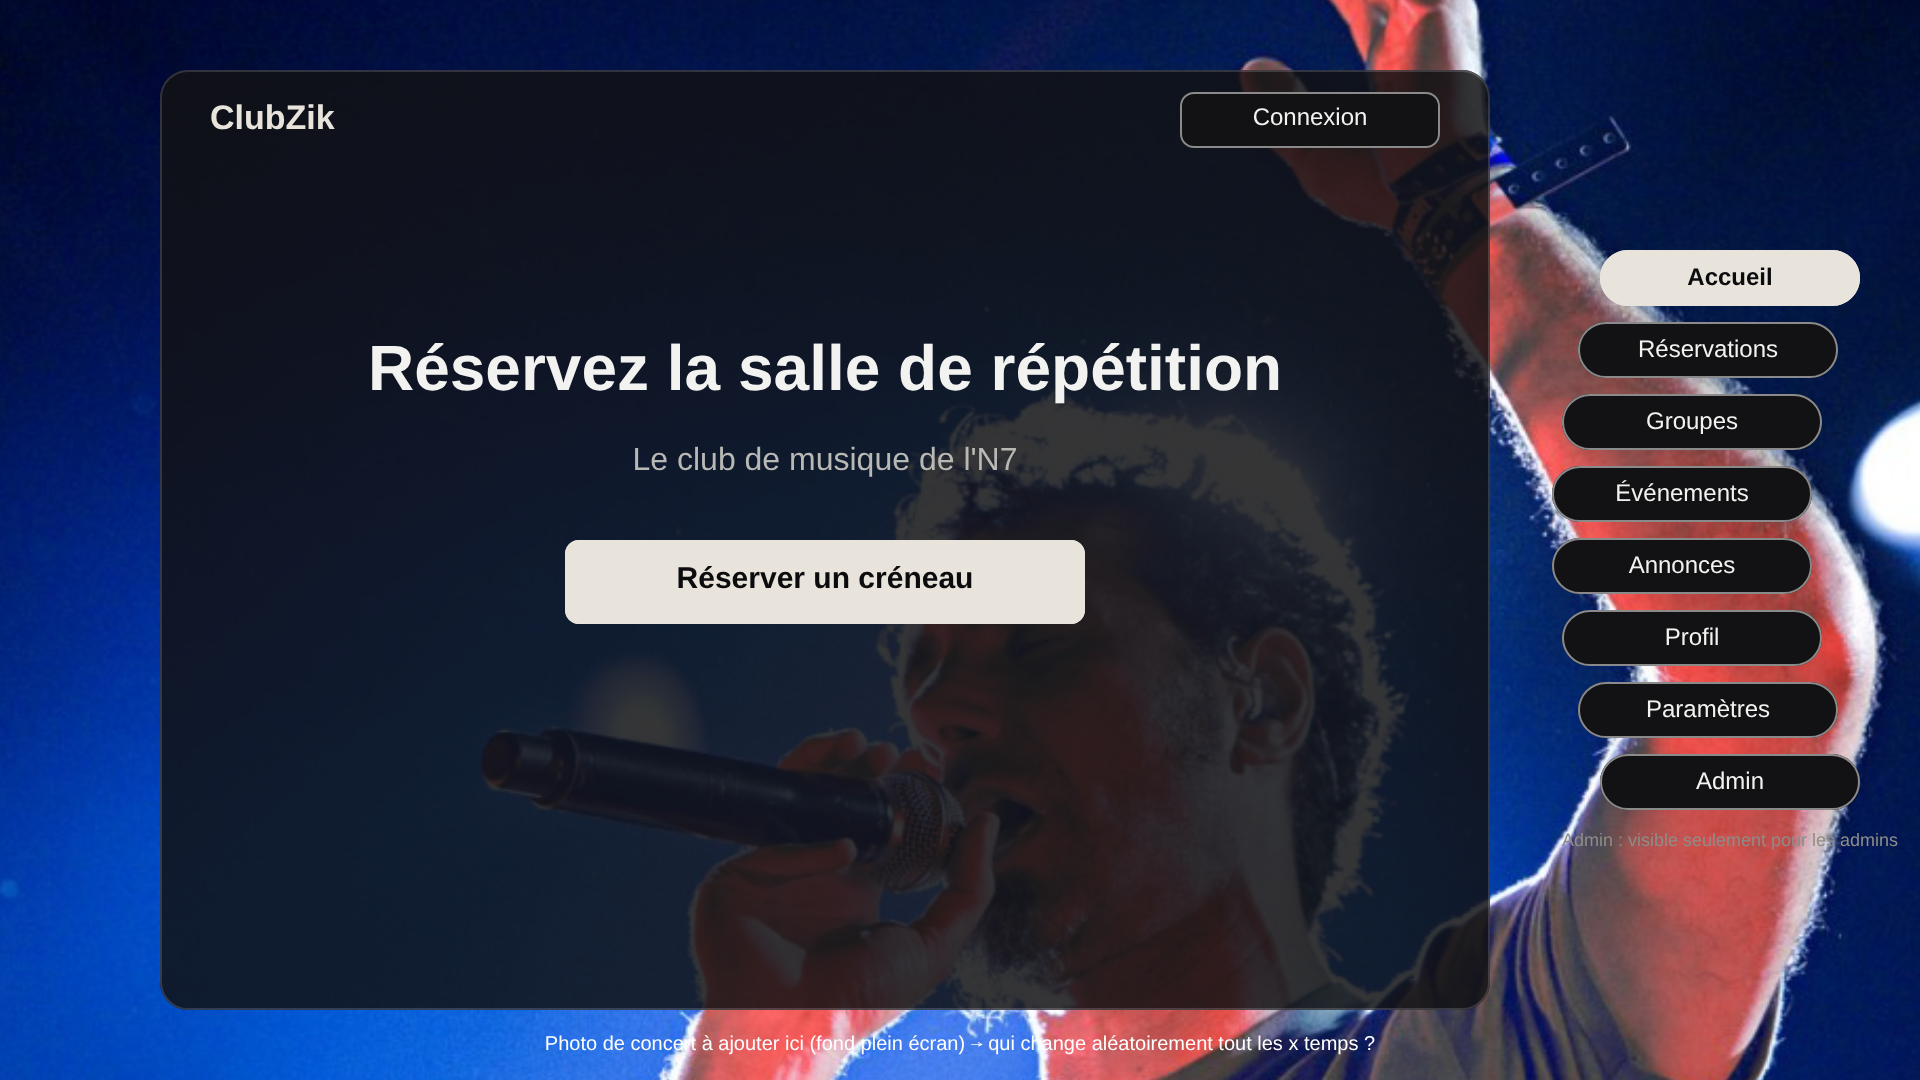 ClubZik
Connexion
Réservez la salle de répétition
Le club de musique de l'N7
Réserver un créneau
Accueil
Réservations
Groupes
Événements
Annonces
Profil
Paramètres
Admin
Admin : visible seulement pour les admins
Photo de concert à ajouter ici (fond plein écran) → qui change aléatoirement tout les x temps ?